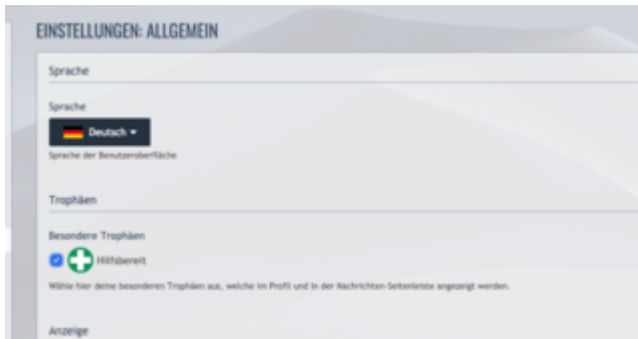 EINSTELLUNGEN: ALLGEMEIN
Sprache
Sprache
Deutsch
Sprache der Benutzeroberfläche
Trophäen
Besondere Trophäen
Hilfsbereit
Wähle hier deine besonderen Trophäen aus, welche im Profil und in der Nachrichten-Seitenleiste angezeigt werden.
Anzeige